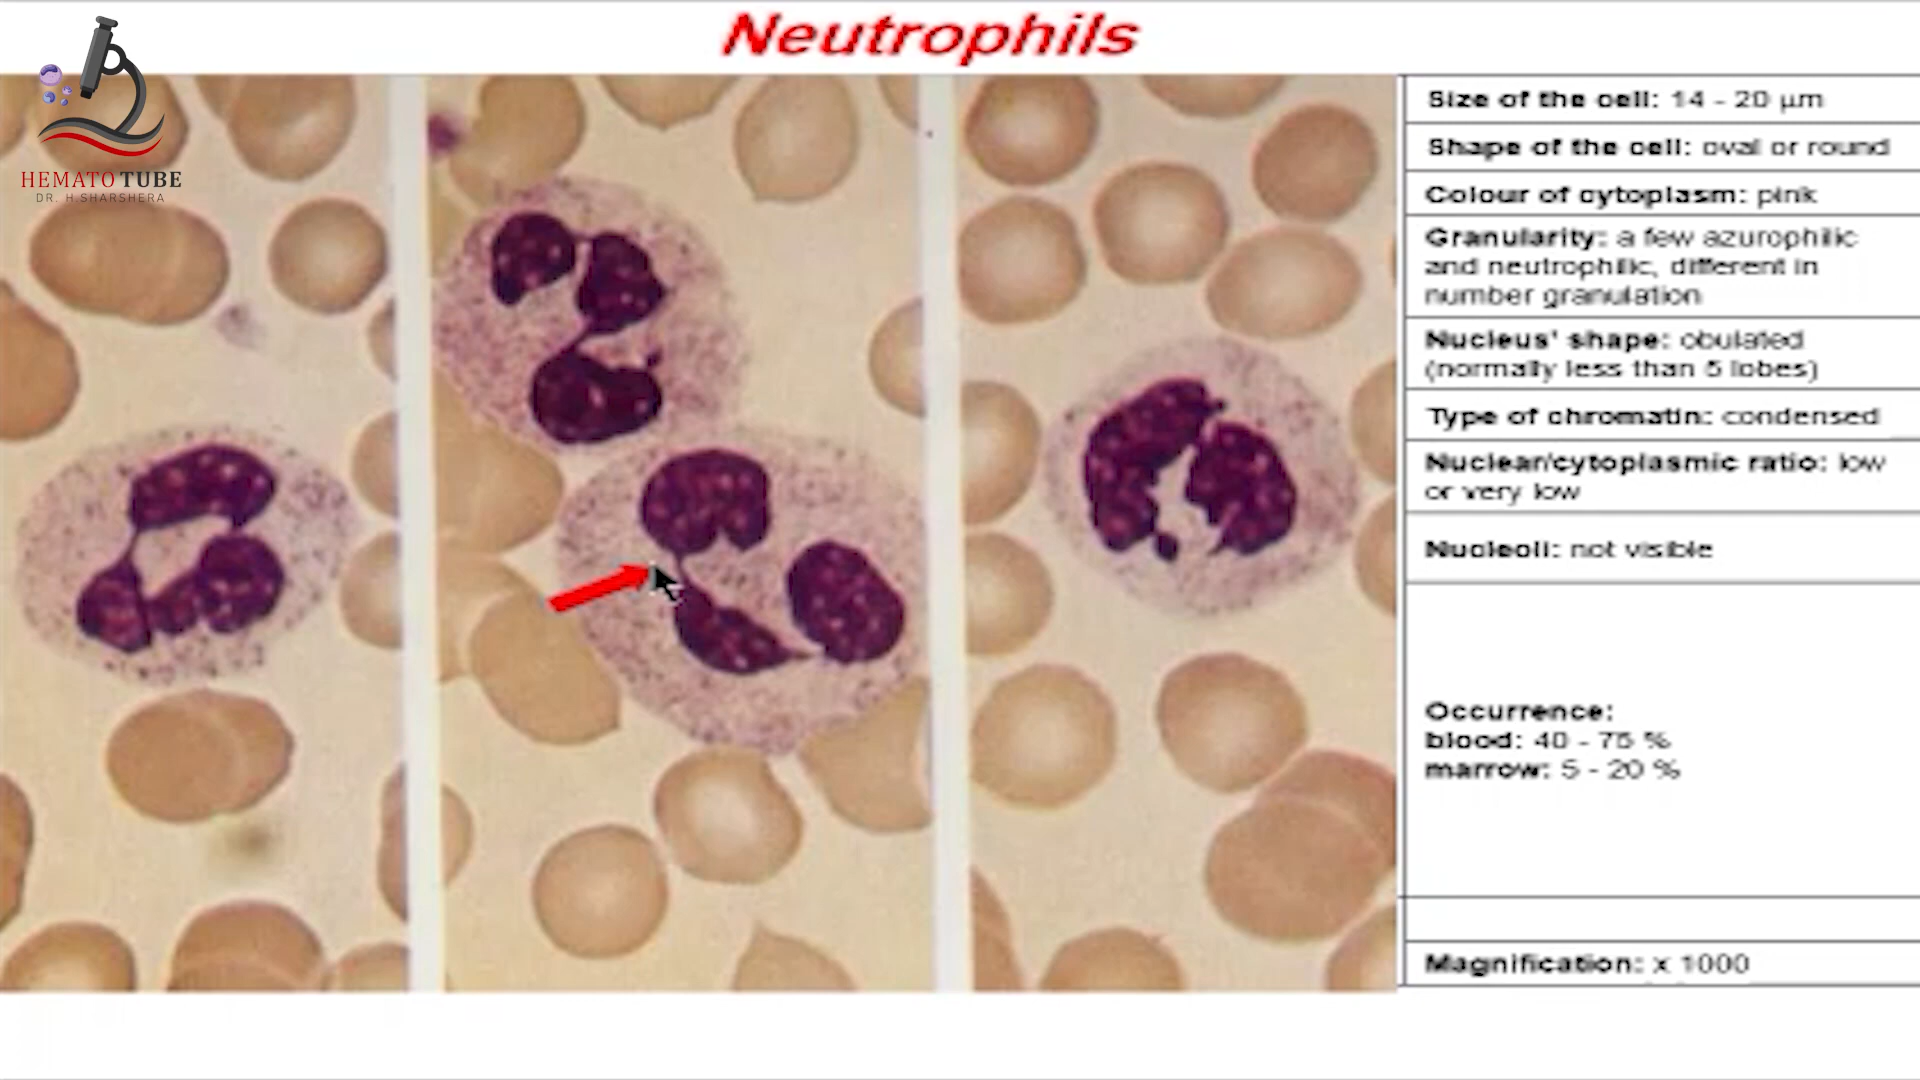 Neutrophils
HEMATO TUBE
DR. H.SHARSHERA
Size of the cell: 14 - 20 µm
Shape of the cell: oval or round
Colour of cytoplasm: pink
Granularity: a few azurophilic
and neutrophilic, different in
number granulation
Nucleus' shape: obulated
(normally less than 5 lobes)
Type of chromatin: condensed
Nuclear/cytoplasmic ratio: low
or very low
Nucleoli: not visible
Occurrence:
blood: 40 - 75 %
marrow: 5 - 20 %
Magnification: x 1000